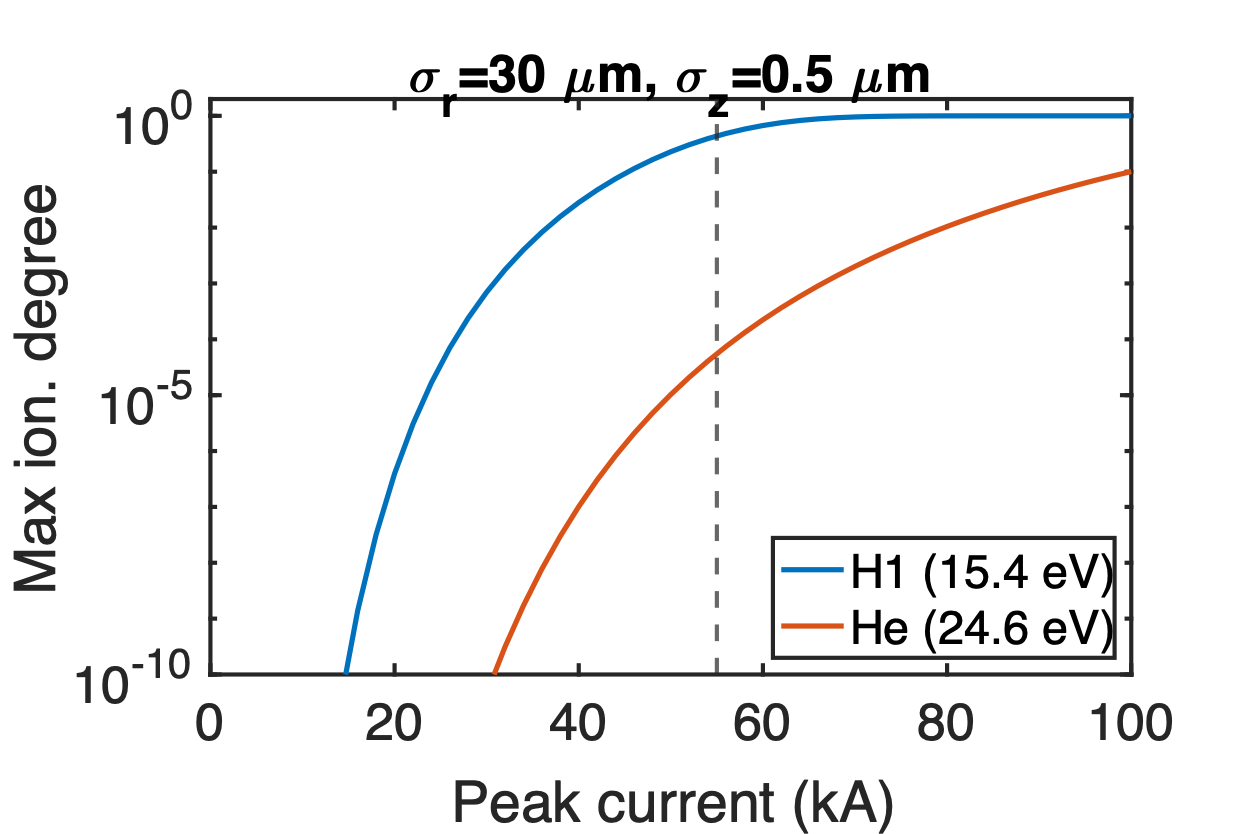 σr=30 μm, σz=0.5 μm
Max ion. degree
10^0
10^-5
10^-10
0 20 40 60 80 100
Peak current (kA)
H1 (15.4 eV)
He (24.6 eV)